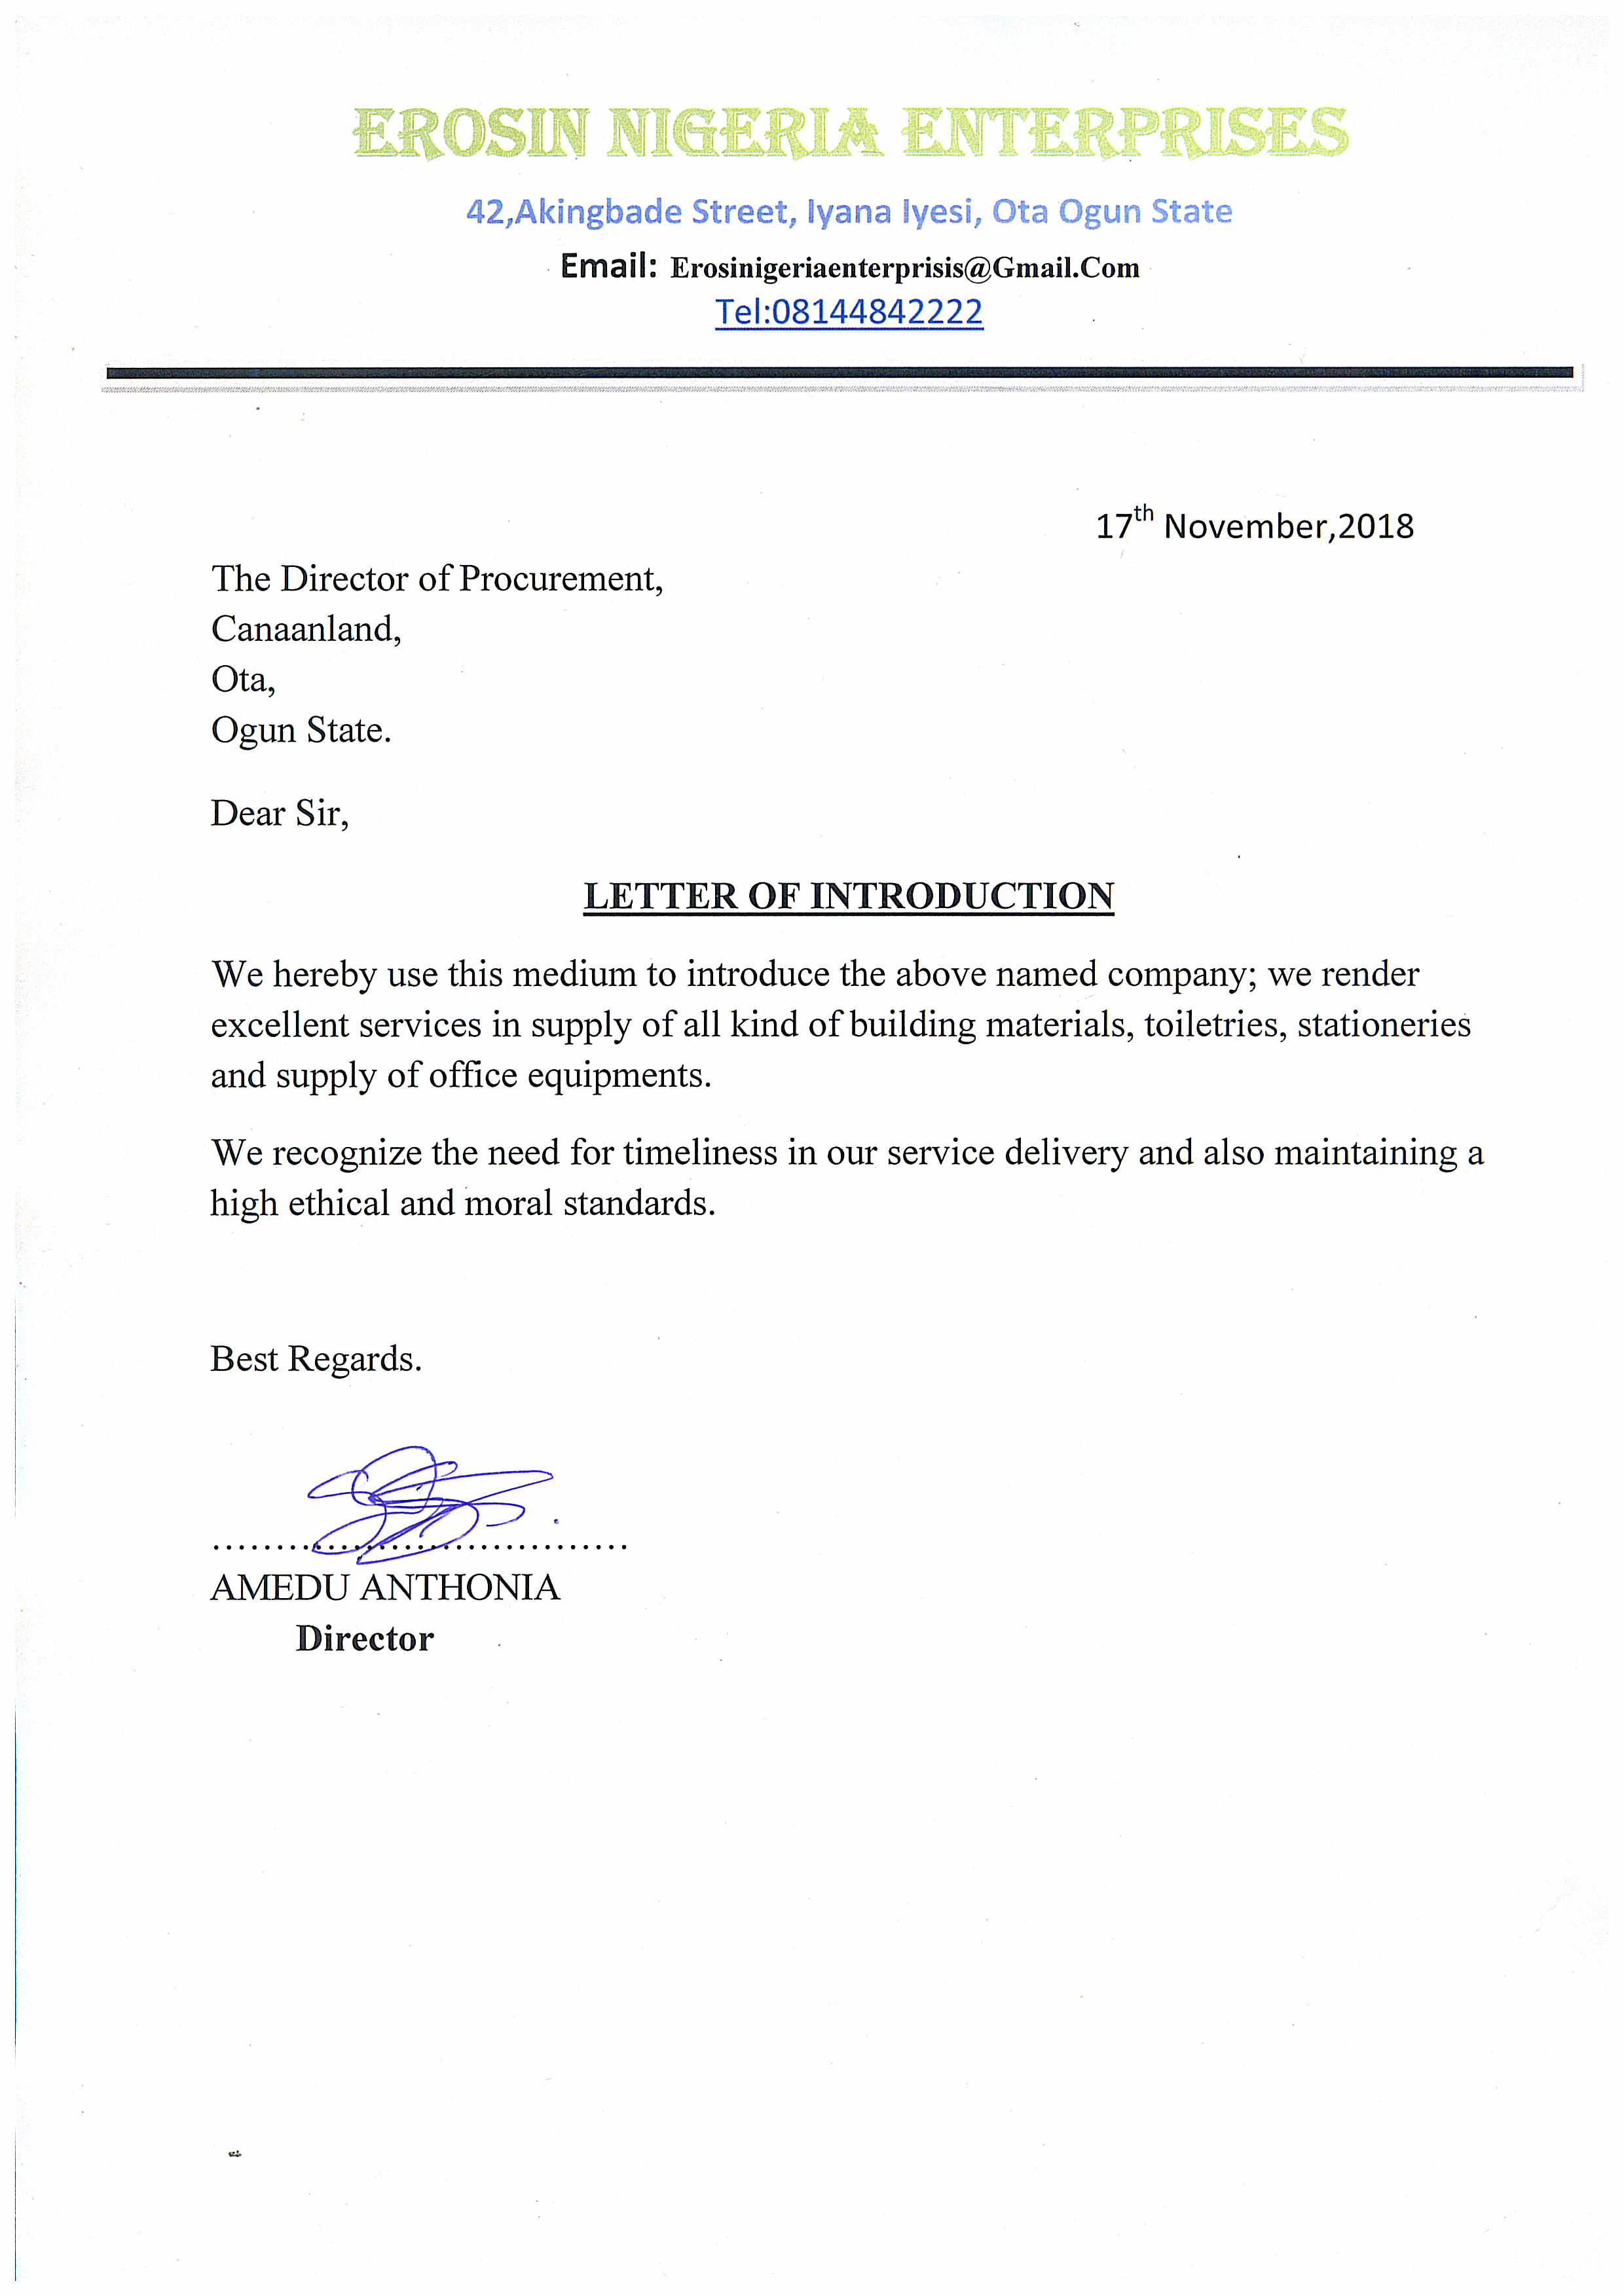 EROSIN NIGERIA ENTERPRISES
42,Akingbade Street, Iyana Iyesi, Ota Ogun State
Email: Erosinigeriaenterprisis@Gmail.Com
Tel:08144842222
17th November,2018
The Director of Procurement,
Canaanland,
Ota,
Ogun State.
Dear Sir,
LETTER OF INTRODUCTION
We hereby use this medium to introduce the above named company; we render
excellent services in supply of all kind of building materials, toiletries, stationeries
and supply of office equipments.
We recognize the need for timeliness in our service delivery and also maintaining a
high ethical and moral standards.
Best Regards.
..................................
AMEDU ANTHONIA
Director